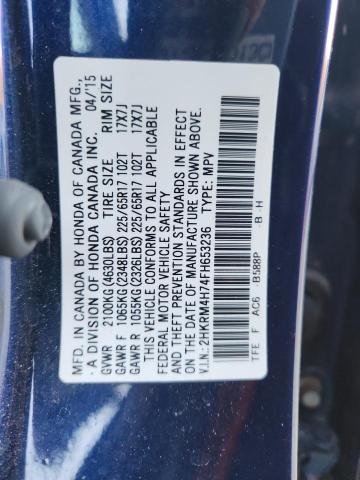 MFD. IN CANADA BY HONDA OF CANADA MFG.,
A DIVISION OF HONDA CANADA INC. 04/15
GVWR 2100KG(4630LBS) TIRE SIZE RIM SIZE
GAWR F 1065KG(2348LBS) 225/65R17 102T 17X7J
GAWR R 1055KG(2326LBS) 225/65R17 102T 17X7J
THIS VEHICLE CONFORMS TO ALL APPLICABLE
FEDERAL MOTOR VEHICLE SAFETY, BUMPER, AND
THEFT PREVENTION STANDARDS IN EFFECT
ON THE DATE OF MANUFACTURE SHOWN ABOVE.
V.I.N.: 2HKRM4H74FH653236 TYPE: MPV
TFE F AC6 B588P B - H